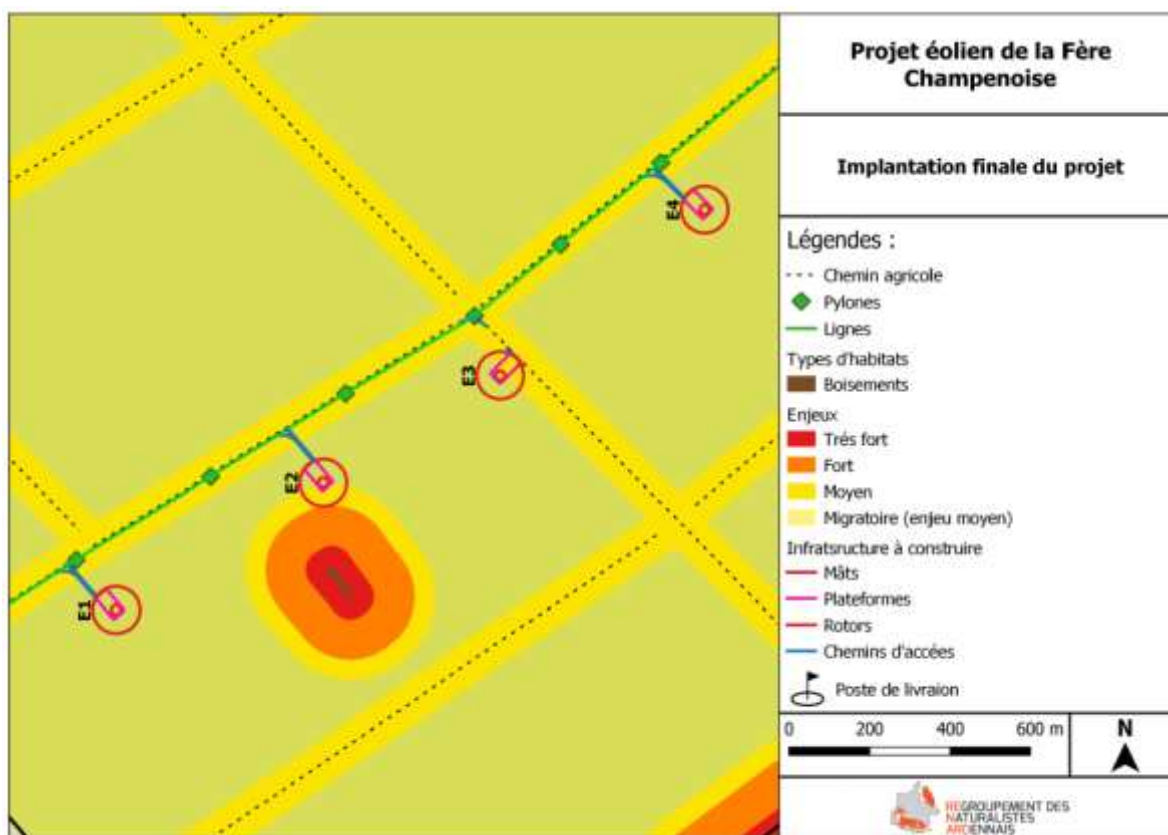 Projet éolien de la Fère
Champenoise
Implantation finale du projet
Légendes :
Chemin agricole
Pylones
Lignes
Types d'habitats
Boisements
Enjeux
Trés fort
Fort
Moyen
Migratoire (enjeu moyen)
Infratsructure à construire
Mâts
Plateformes
Rotors
Chemins d'accées
Poste de livraion
0 200 400 600 m
N
REGROUPEMENT DES
NATURALISTES
ARDENNAIS
E4
E3
E2
E1